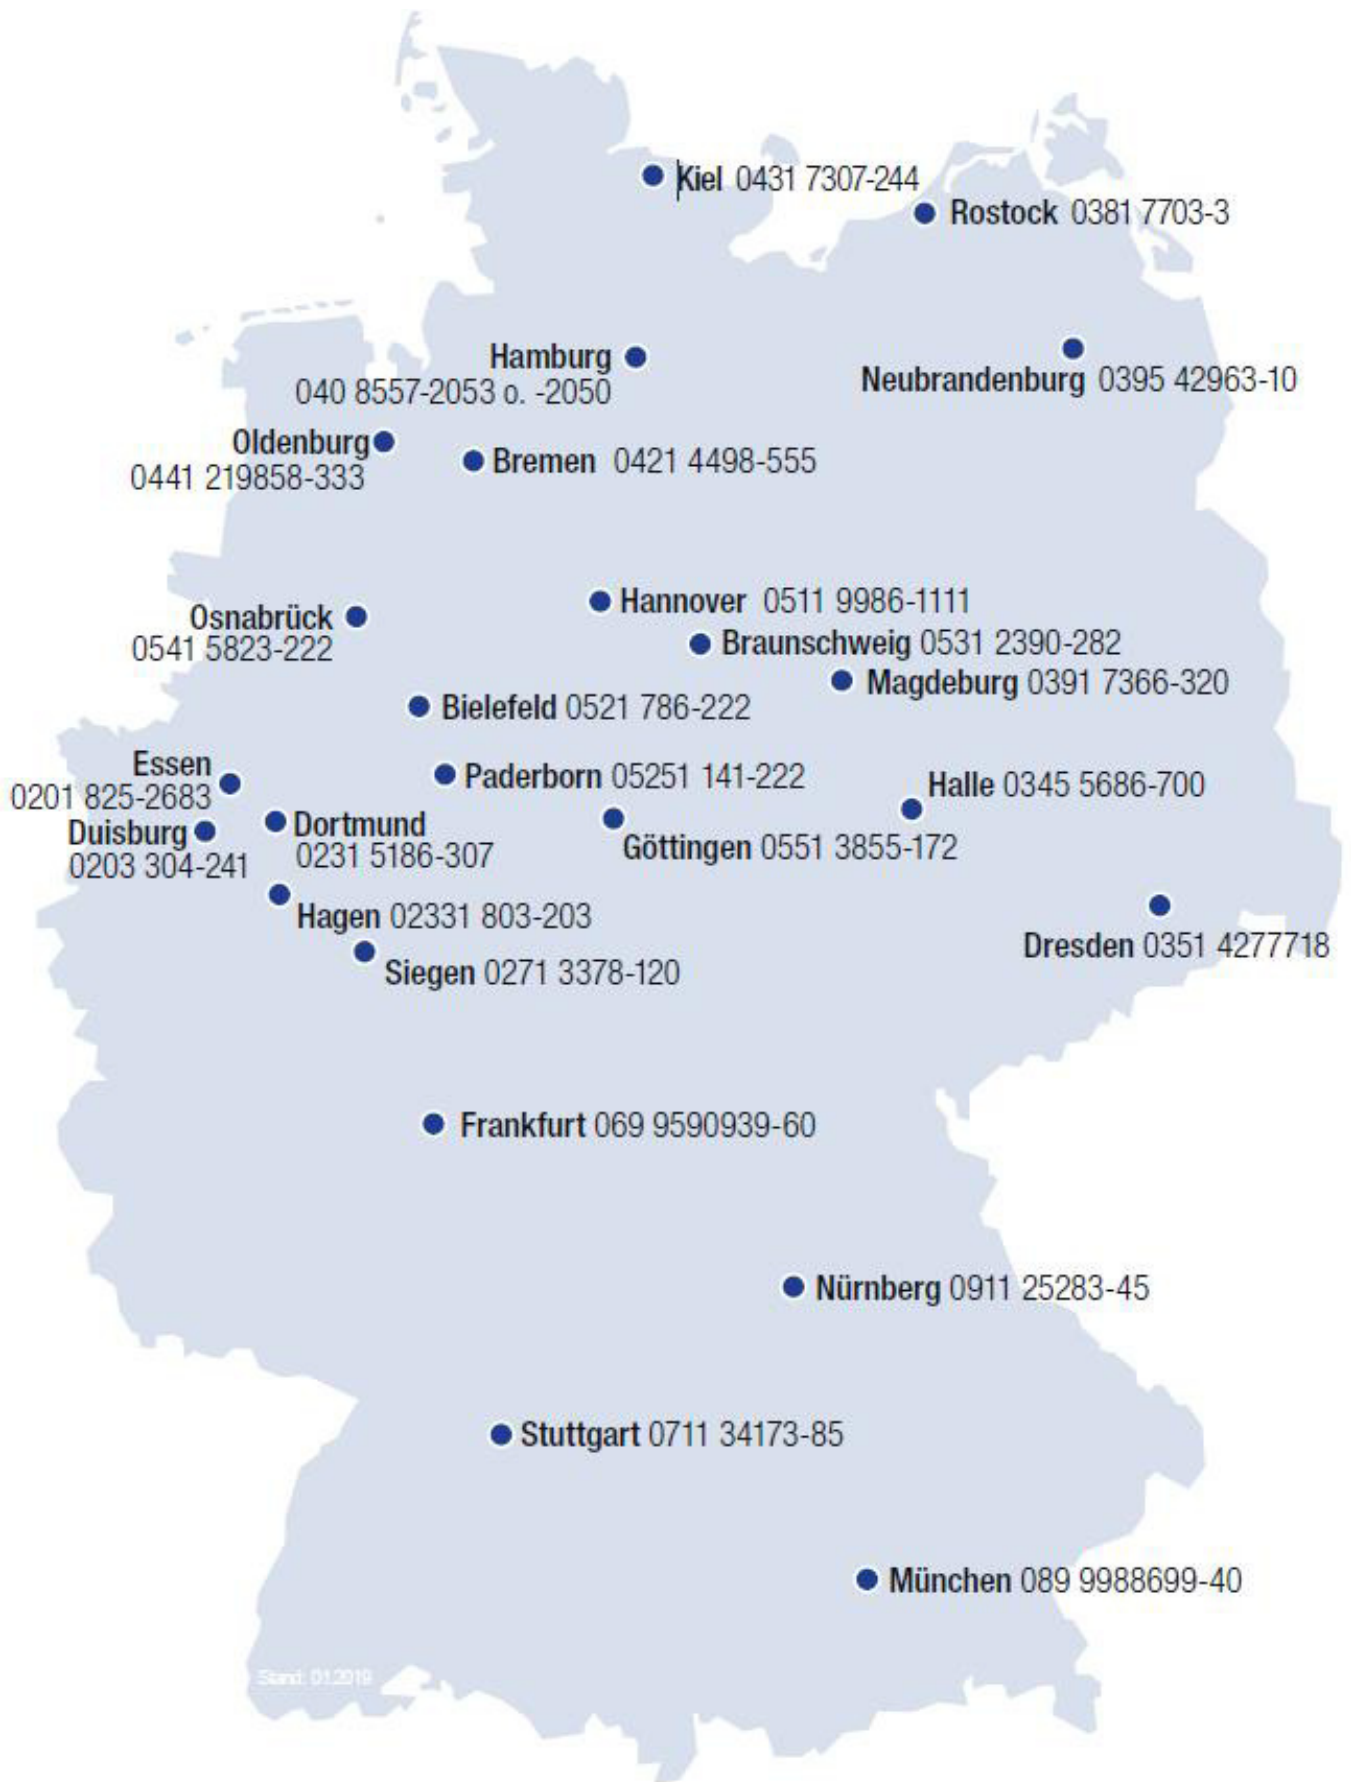 Kiel 0431 7307-244
Rostock 0381 7703-3
Hamburg
040 8557-2053 o. -2050
Neubrandenburg 0395 42963-10
Oldenburg
0441 219858-333
Bremen 0421 4498-555
Hannover 0511 9986-1111
Osnabrück
0541 5823-222
Braunschweig 0531 2390-282
Magdeburg 0391 7366-320
Bielefeld 0521 786-222
Essen
0201 825-2683
Paderborn 05251 141-222
Halle 0345 5686-700
Duisburg
0203 304-241
Dortmund
0231 5186-307
Göttingen 0551 3855-172
Hagen 02331 803-203
Dresden 0351 4277718
Siegen 0271 3378-120
Frankfurt 069 9590939-60
Nürnberg 0911 25283-45
Stuttgart 0711 34173-85
München 089 9988699-40
Stand: 01.2019